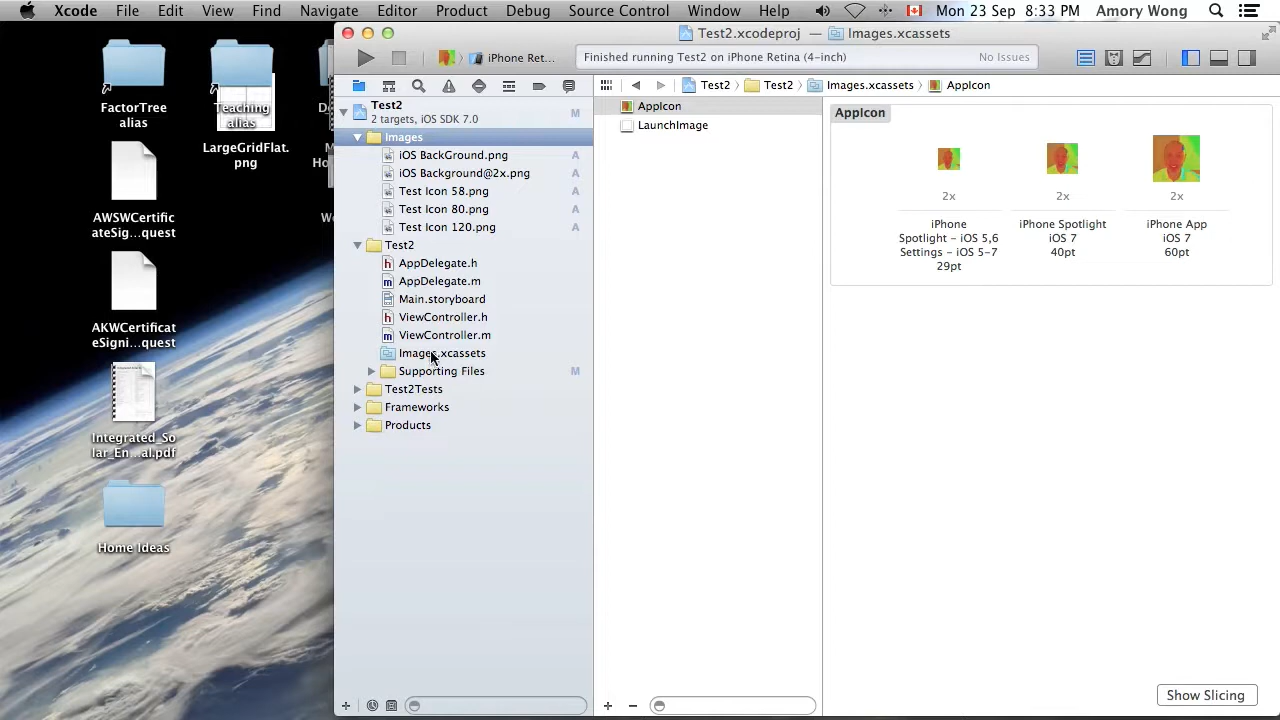 Xcode File Edit View Find Navigate Editor Product Debug Source Control Window Help Mon 23 Sep 8:33 PM Amory Wong
FactorTree
alias
Teaching
alias
LargeGridFlat.
png
AWSWCertific
ateSig...quest
AKWCertificat
eSigni...quest
Integrated_So
lar_En...al.pdf
Home Ideas
Test2.xcodeproj — Images.xcassets
iPhone Ret...
Finished running Test2 on iPhone Retina (4-inch) No Issues
Test2 Test2 Images.xcassets AppIcon
Test2
2 targets, iOS SDK 7.0 M
Images
iOS BackGround.png A
iOS Background@2x.png A
Test Icon 58.png A
Test Icon 80.png A
Test Icon 120.png A
Test2
AppDelegate.h
AppDelegate.m
Main.storyboard
ViewController.h
ViewController.m
Images.xcassets
Supporting Files M
Test2Tests
Frameworks
Products
AppIcon
LaunchImage
AppIcon
2x
iPhone
Spotlight – iOS 5,6
Settings – iOS 5–7
29pt
2x
iPhone Spotlight
iOS 7
40pt
2x
iPhone App
iOS 7
60pt
Show Slicing